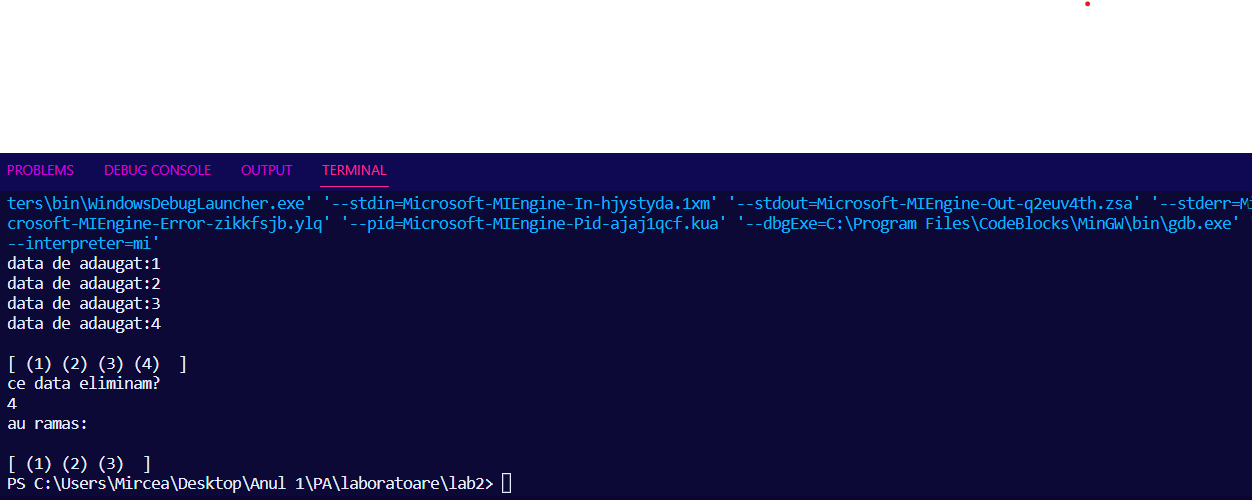 PROBLEMS DEBUG CONSOLE OUTPUT TERMINAL
ters\bin\WindowsDebugLauncher.exe' '--stdin=Microsoft-MIEngine-In-hjystyda.1xm' '--stdout=Microsoft-MIEngine-Out-q2euv4th.zsa' '--stderr=Mi
crosoft-MIEngine-Error-zikkfsjb.ylq' '--pid=Microsoft-MIEngine-Pid-ajaj1qcf.kua' '--dbgExe=C:\Program Files\CodeBlocks\MinGW\bin\gdb.exe'
--interpreter=mi'
data de adaugat:1
data de adaugat:2
data de adaugat:3
data de adaugat:4
[ (1) (2) (3) (4)  ]
ce data eliminam?
4
au ramas:
[ (1) (2) (3)  ]
PS C:\Users\Mircea\Desktop\Anul 1\PA\laboratoare\lab2>